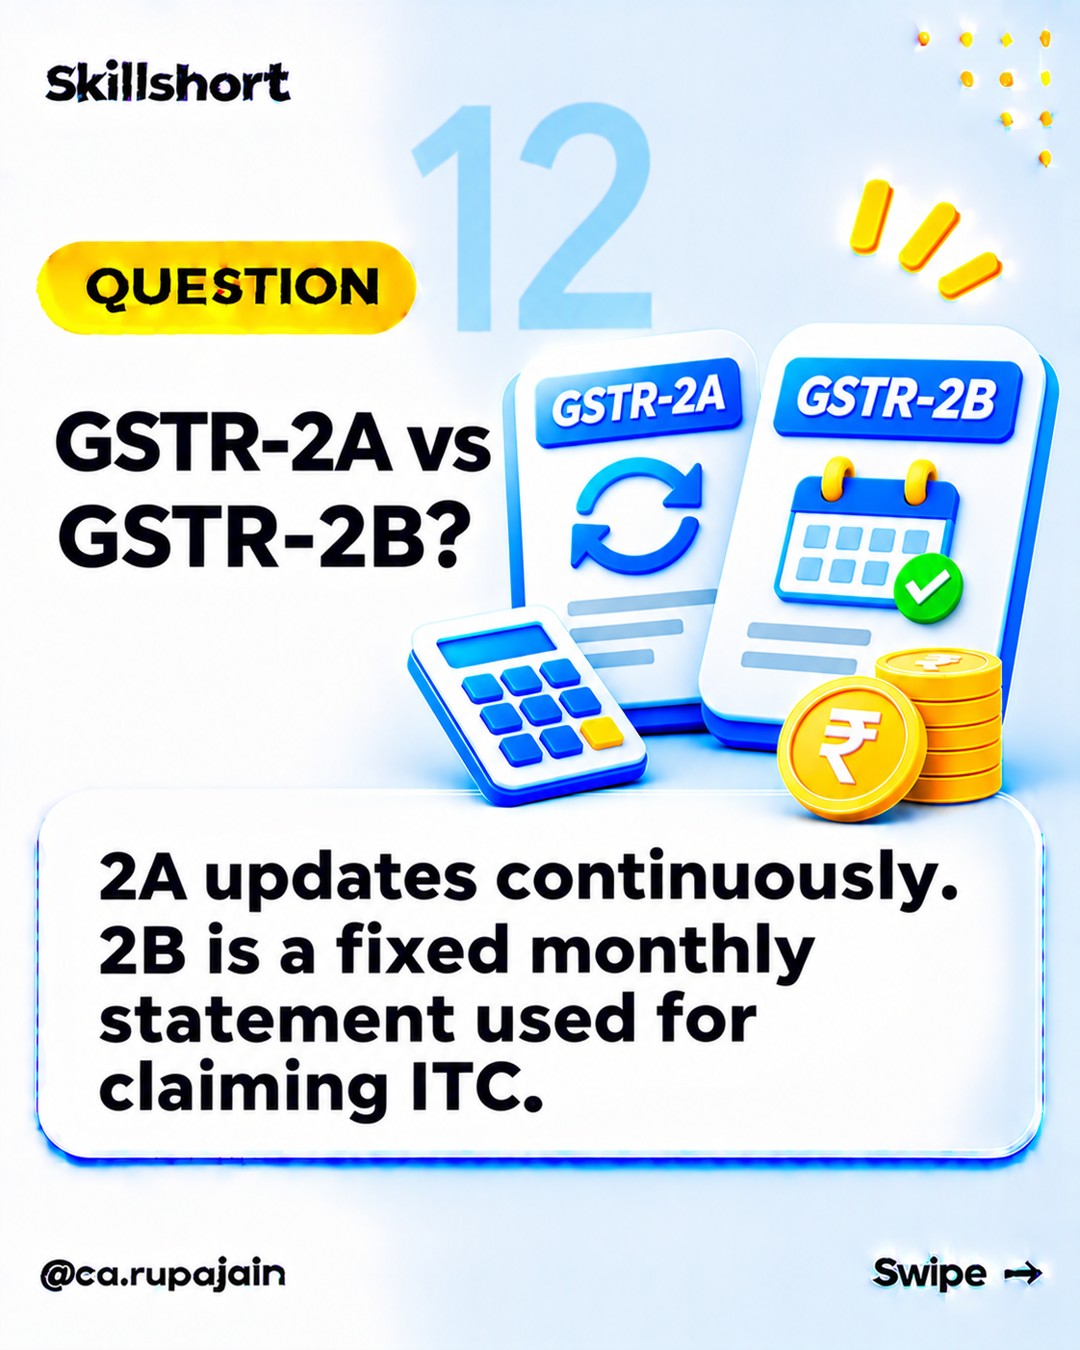 Skillshort
12
QUESTION
GSTR-2A vs
GSTR-2B?
GSTR-2A
GSTR-2B
₹
₹
2A updates continuously.
2B is a fixed monthly
statement used for
claiming ITC.
@ca.rupajain
Swipe →